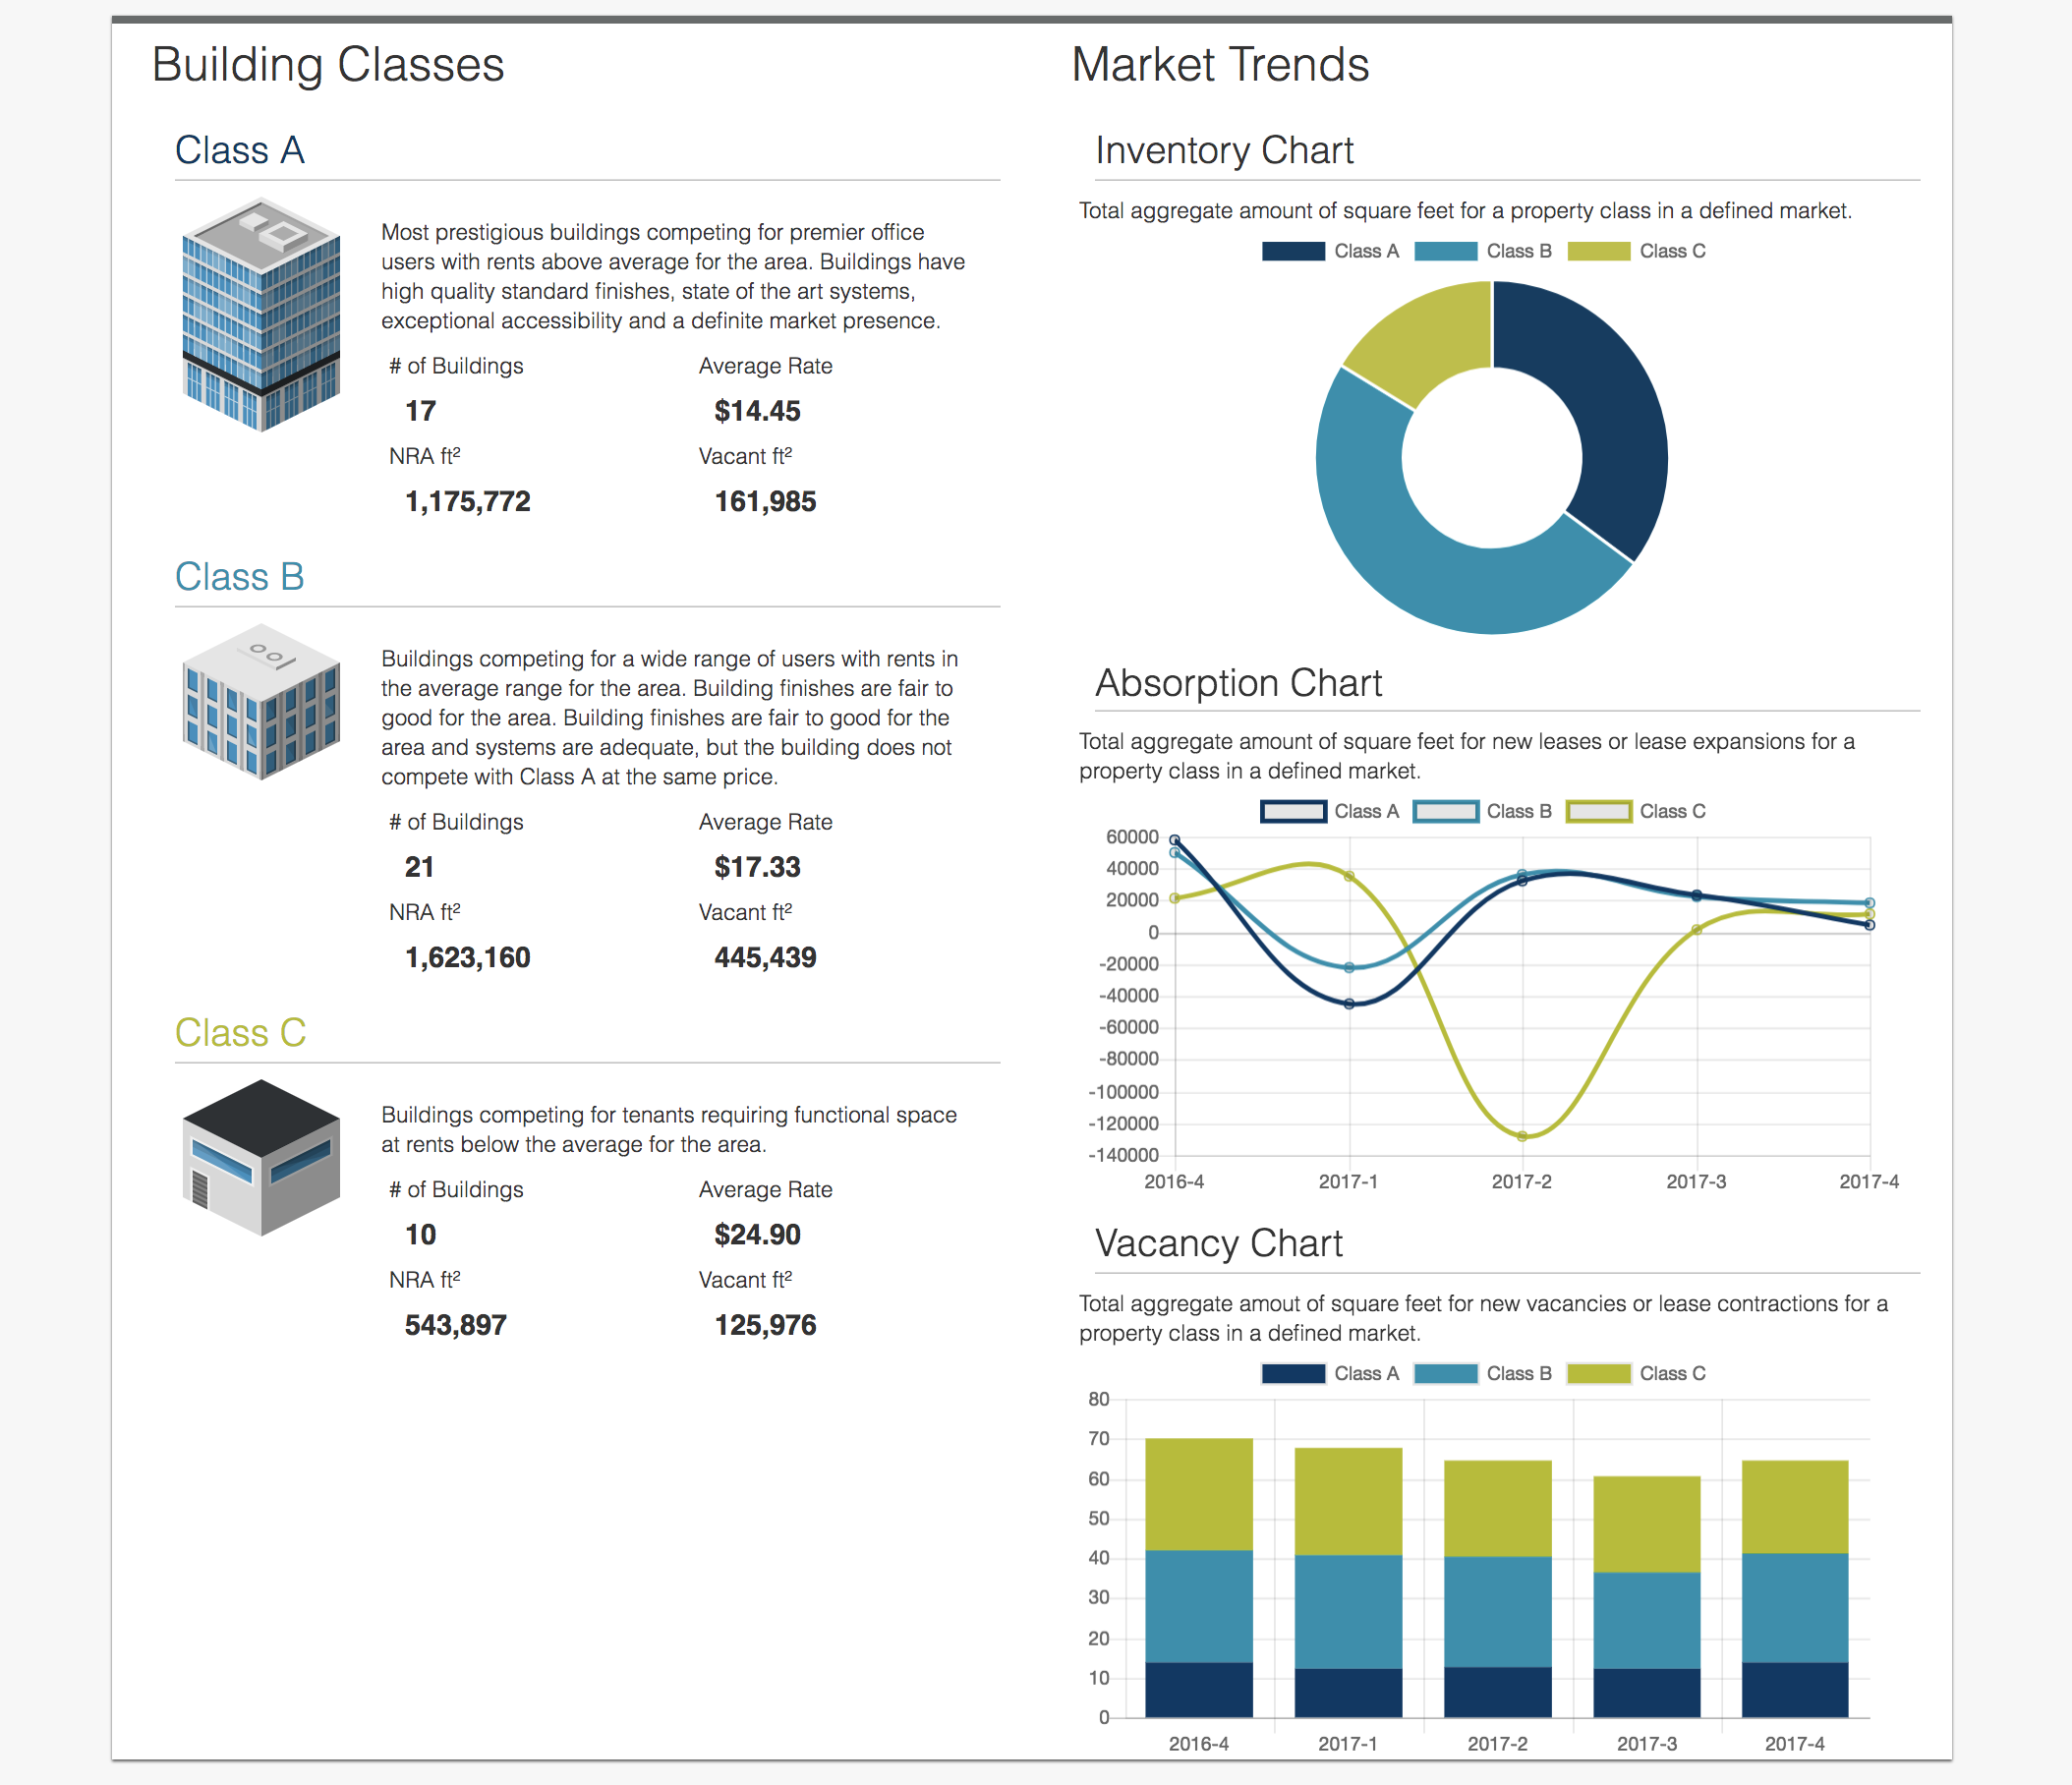 Building Classes
Class A
Most prestigious buildings competing for premier office
users with rents above average for the area. Buildings have
high quality standard finishes, state of the art systems,
exceptional accessibility and a definite market presence.
# of Buildings
Average Rate
17
$14.45
NRA ft²
Vacant ft²
1,175,772
161,985
Class B
Buildings competing for a wide range of users with rents in
the average range for the area. Building finishes are fair to
good for the area. Building finishes are fair to good for the
area and systems are adequate, but the building does not
compete with Class A at the same price.
# of Buildings
Average Rate
21
$17.33
NRA ft²
Vacant ft²
1,623,160
445,439
Class C
Buildings competing for tenants requiring functional space
at rents below the average for the area.
# of Buildings
Average Rate
10
$24.90
NRA ft²
Vacant ft²
543,897
125,976
Market Trends
Inventory Chart
Total aggregate amount of square feet for a property class in a defined market.
Class A Class B Class C
Absorption Chart
Total aggregate amount of square feet for new leases or lease expansions for a
property class in a defined market.
Class A Class B Class C
60000
40000
20000
0
-20000
-40000
-60000
-80000
-100000
-120000
-140000
2016-4 2017-1 2017-2 2017-3 2017-4
Vacancy Chart
Total aggregate amout of square feet for new vacancies or lease contractions for a
property class in a defined market.
Class A Class B Class C
80
70
60
50
40
30
20
10
0
2016-4 2017-1 2017-2 2017-3 2017-4